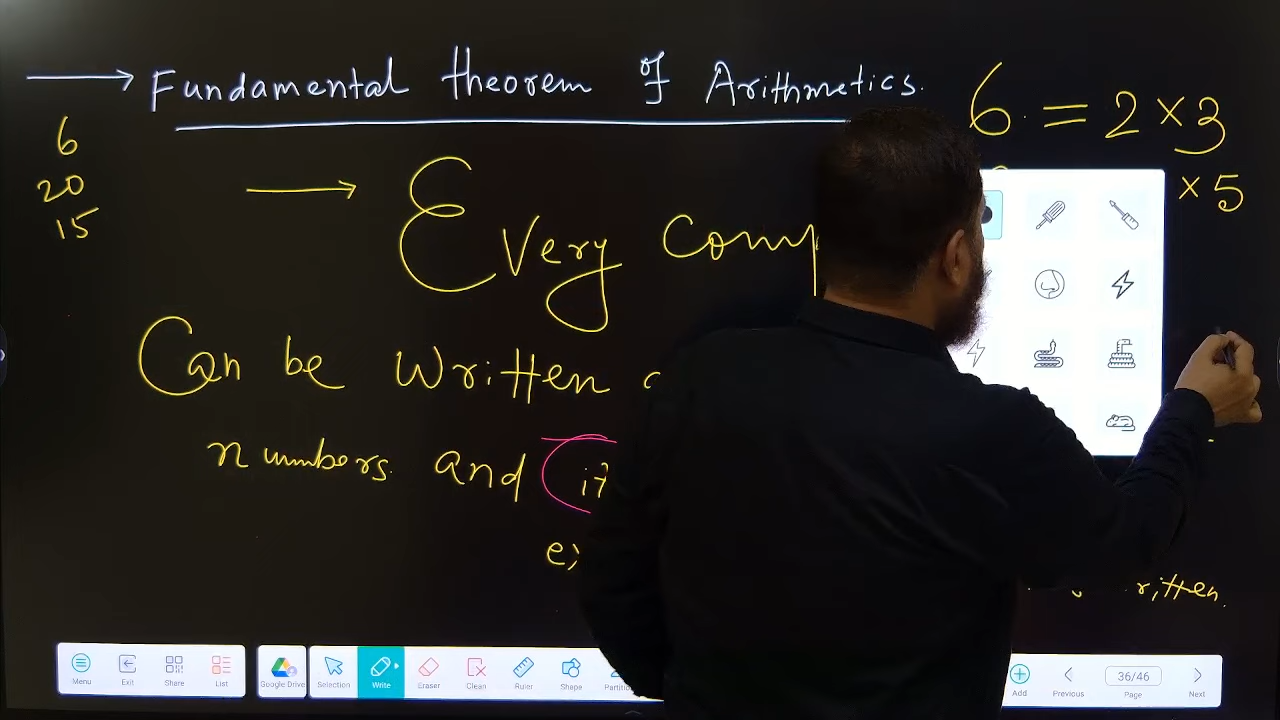 Fundamental theorem of Arithmetics.
6 = 2 × 3
× 5
6
20
15
Every
Can be written
numbers and
ritten.
Menu Exit Share List Google Drive Selection Write Eraser Clean Ruler Shape Add Previous 36/46 Page Next